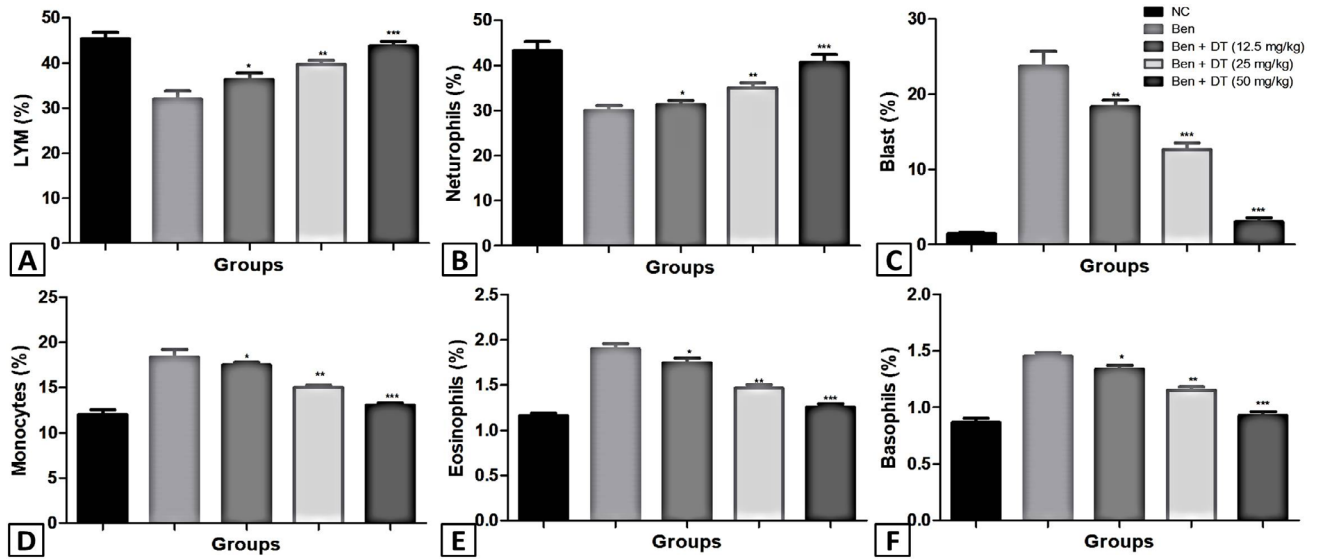 LYM (%)
50
40
30
20
10
0
*
**
***
Groups
A
Neturophils (%)
50
40
30
20
10
0
*
**
***
Groups
B
Blast (%)
30
20
10
0
**
***
***
Groups
C
NC
Ben
Ben + DT (12.5 mg/kg)
Ben + DT (25 mg/kg)
Ben + DT (50 mg/kg)
Monocytes (%)
25
20
15
10
5
0
*
**
***
Groups
D
Eosinophils (%)
2.5
2.0
1.5
1.0
0.5
0.0
*
**
***
Groups
E
Basophils (%)
2.0
1.5
1.0
0.5
0.0
*
**
***
Groups
F